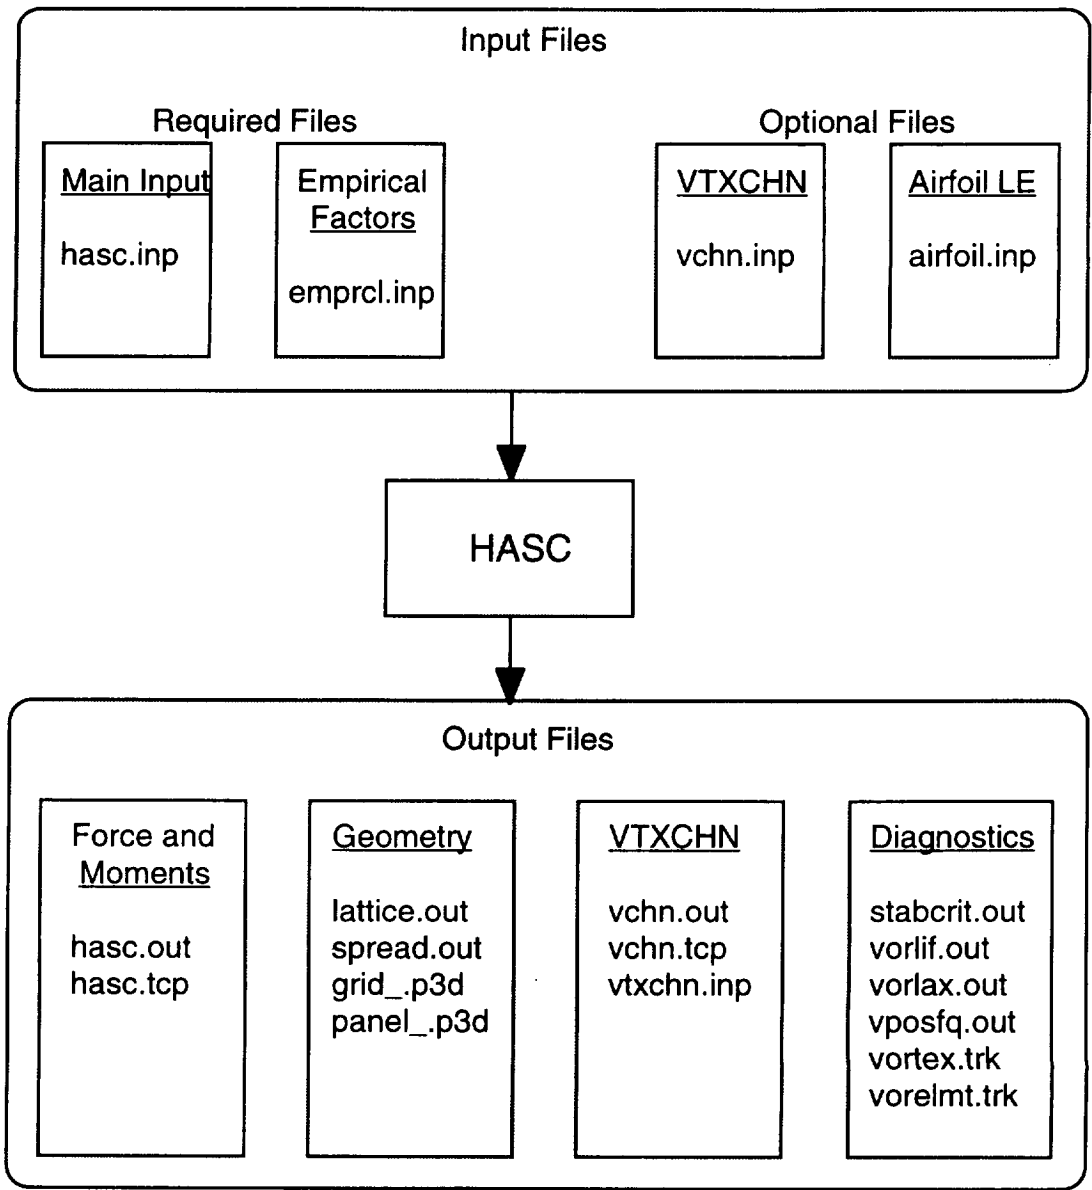 Input Files
Required Files
Optional Files
Main Input
hasc.inp
Empirical
Factors
emprcl.inp
VTXCHN
vchn.inp
Airfoil LE
airfoil.inp
HASC
Output Files
Force and
Moments
hasc.out
hasc.tcp
Geometry
lattice.out
spread.out
grid_.p3d
panel_.p3d
VTXCHN
vchn.out
vchn.tcp
vtxchn.inp
Diagnostics
stabcrit.out
vorlif.out
vorlax.out
vposfq.out
vortex.trk
vorelmt.trk